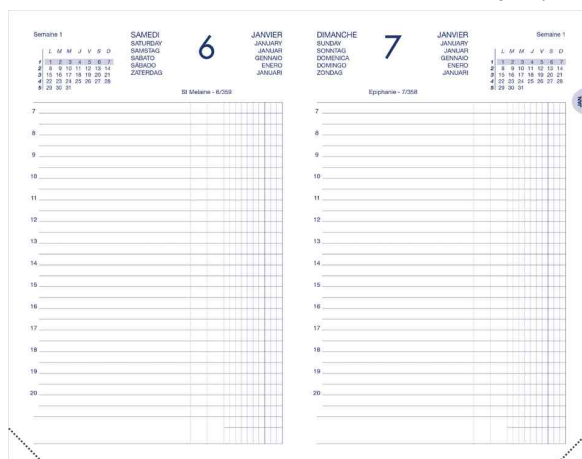 Semaine 1
L M M J V S D
1 1 2 3 4 5 6 7
2 8 9 10 11 12 13 14
3 15 16 17 18 19 20 21
4 22 23 24 25 26 27 28
5 29 30 31
SAMEDI
SATURDAY
SAMSTAG
SABATO
SÁBADO
ZATERDAG
6
JANVIER
JANUARY
JANUAR
GENNAIO
ENERO
JANUARI
St Melaine - 6/359
7
8
9
10
11
12
13
14
15
16
17
18
19
20
DIMANCHE
SUNDAY
SONNTAG
DOMENICA
DOMINGO
ZONDAG
7
JANVIER
JANUARY
JANUAR
GENNAIO
ENERO
JANUARI
Semaine 1
L M M J V S D
1 1 2 3 4 5 6 7
2 8 9 10 11 12 13 14
3 15 16 17 18 19 20 21
4 22 23 24 25 26 27 28
5 29 30 31
Epiphanie - 7/358
7
8
9
10
11
12
13
14
15
16
17
18
19
20